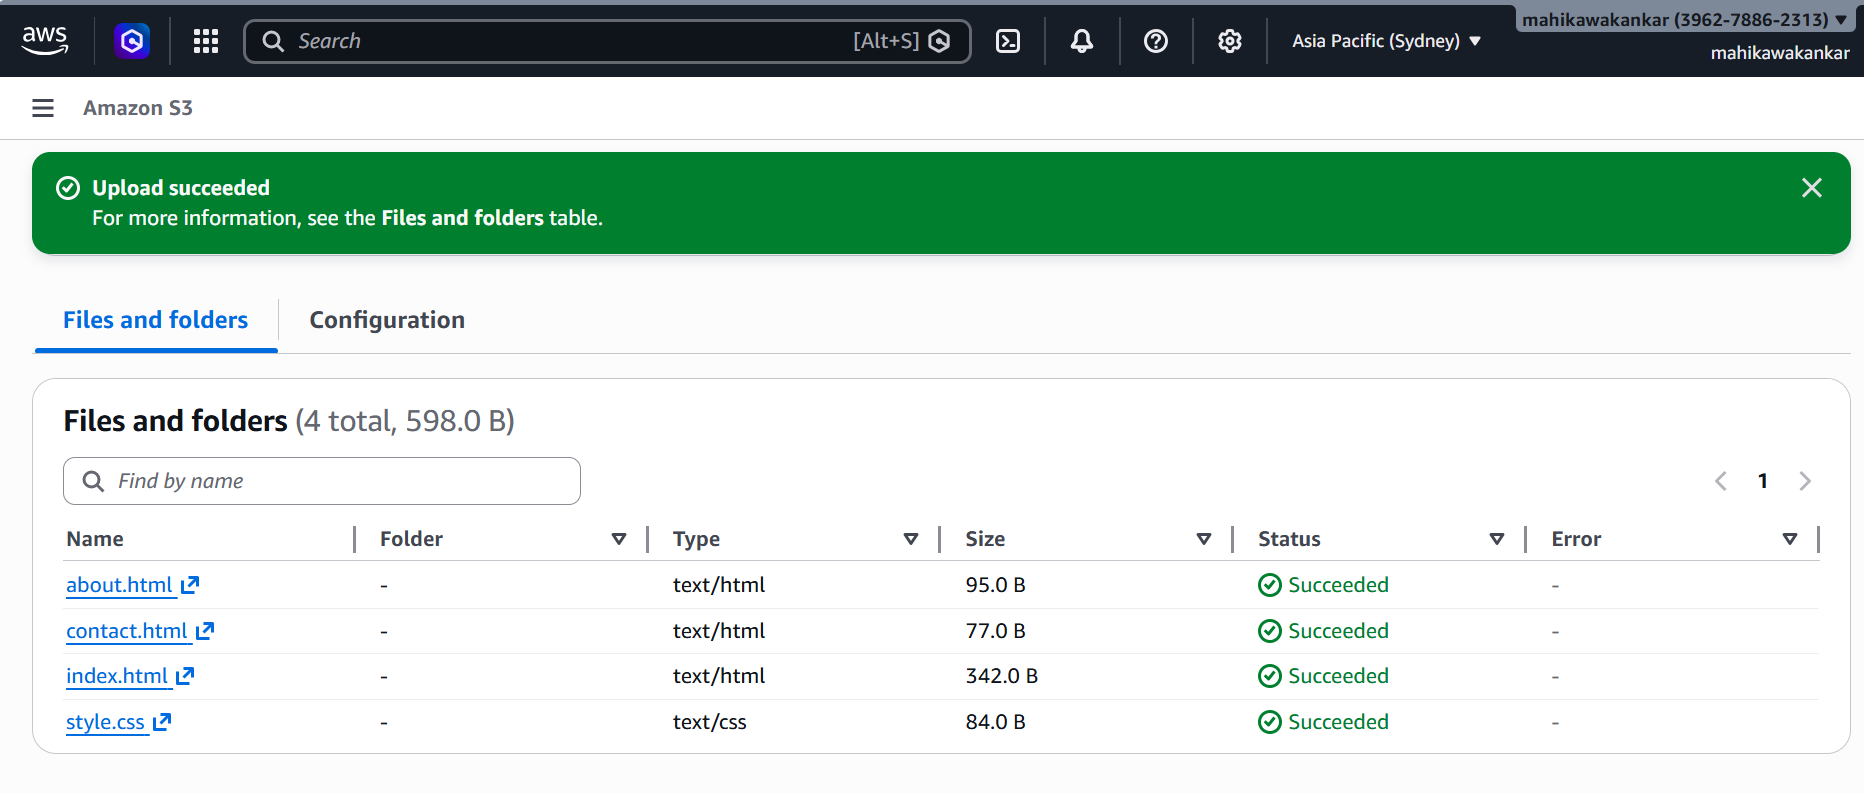 aws
Search
[Alt+S]
Asia Pacific (Sydney)
mahikawakankar (3962-7886-2313)
mahikawakankar
Amazon S3
Upload succeeded
For more information, see the Files and folders table.
Files and folders
Configuration
Files and folders (4 total, 598.0 B)
Find by name
1
Name Folder Type Size Status Error
about.html - text/html 95.0 B Succeeded -
contact.html - text/html 77.0 B Succeeded -
index.html - text/html 342.0 B Succeeded -
style.css - text/css 84.0 B Succeeded -